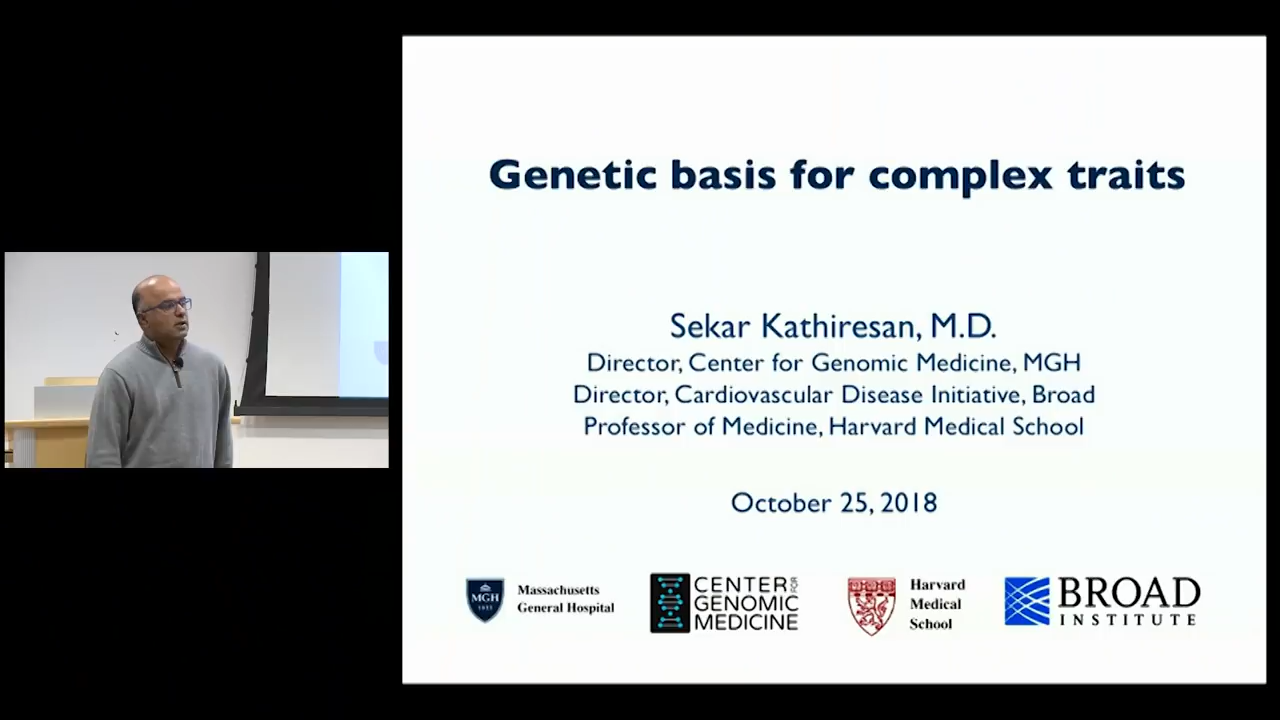 Genetic basis for complex traits
Sekar Kathiresan, M.D.
Director, Center for Genomic Medicine, MGH
Director, Cardiovascular Disease Initiative, Broad
Professor of Medicine, Harvard Medical School
October 25, 2018
MGH
1811
Massachusetts
General Hospital
CENTER FOR
GENOMIC
MEDICINE
Harvard
Medical
School
BROAD
INSTITUTE